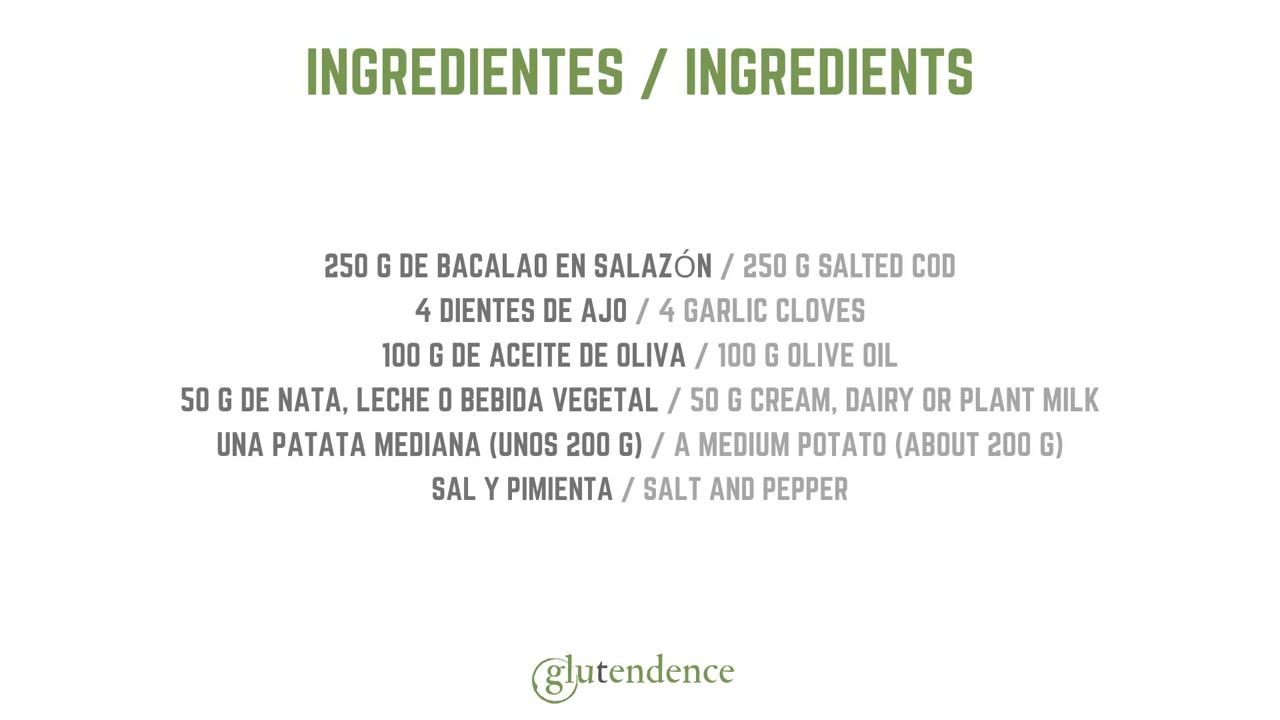 INGREDIENTES / INGREDIENTS
250 G DE BACALAO EN SALAZÓN / 250 G SALTED COD
4 DIENTES DE AJO / 4 GARLIC CLOVES
100 G DE ACEITE DE OLIVA / 100 G OLIVE OIL
50 G DE NATA, LECHE O BEBIDA VEGETAL / 50 G CREAM, DAIRY OR PLANT MILK
UNA PATATA MEDIANA (UNOS 200 G) / A MEDIUM POTATO (ABOUT 200 G)
SAL Y PIMIENTA / SALT AND PEPPER
glutendence